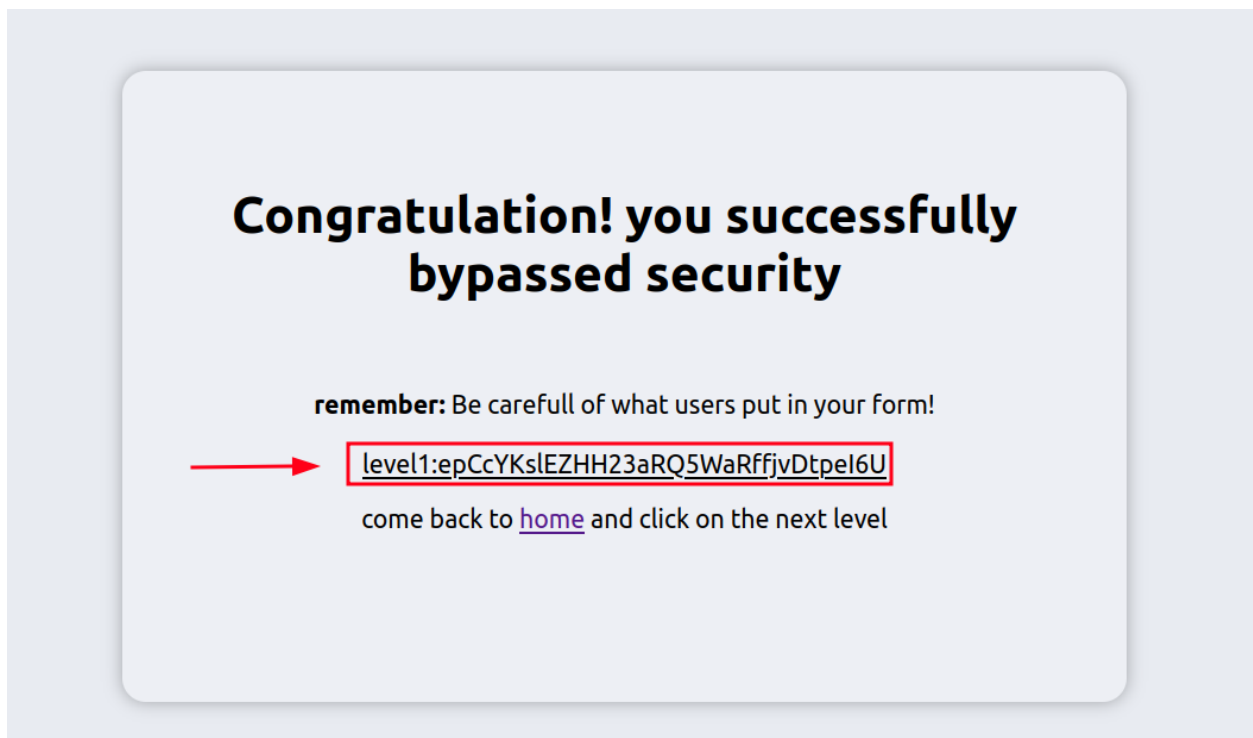 Congratulation! you successfully
bypassed security
remember: Be carefull of what users put in your form!
level1:epCcYKslEZHH23aRQ5WaRffjvDtpeI6U
come back to home and click on the next level